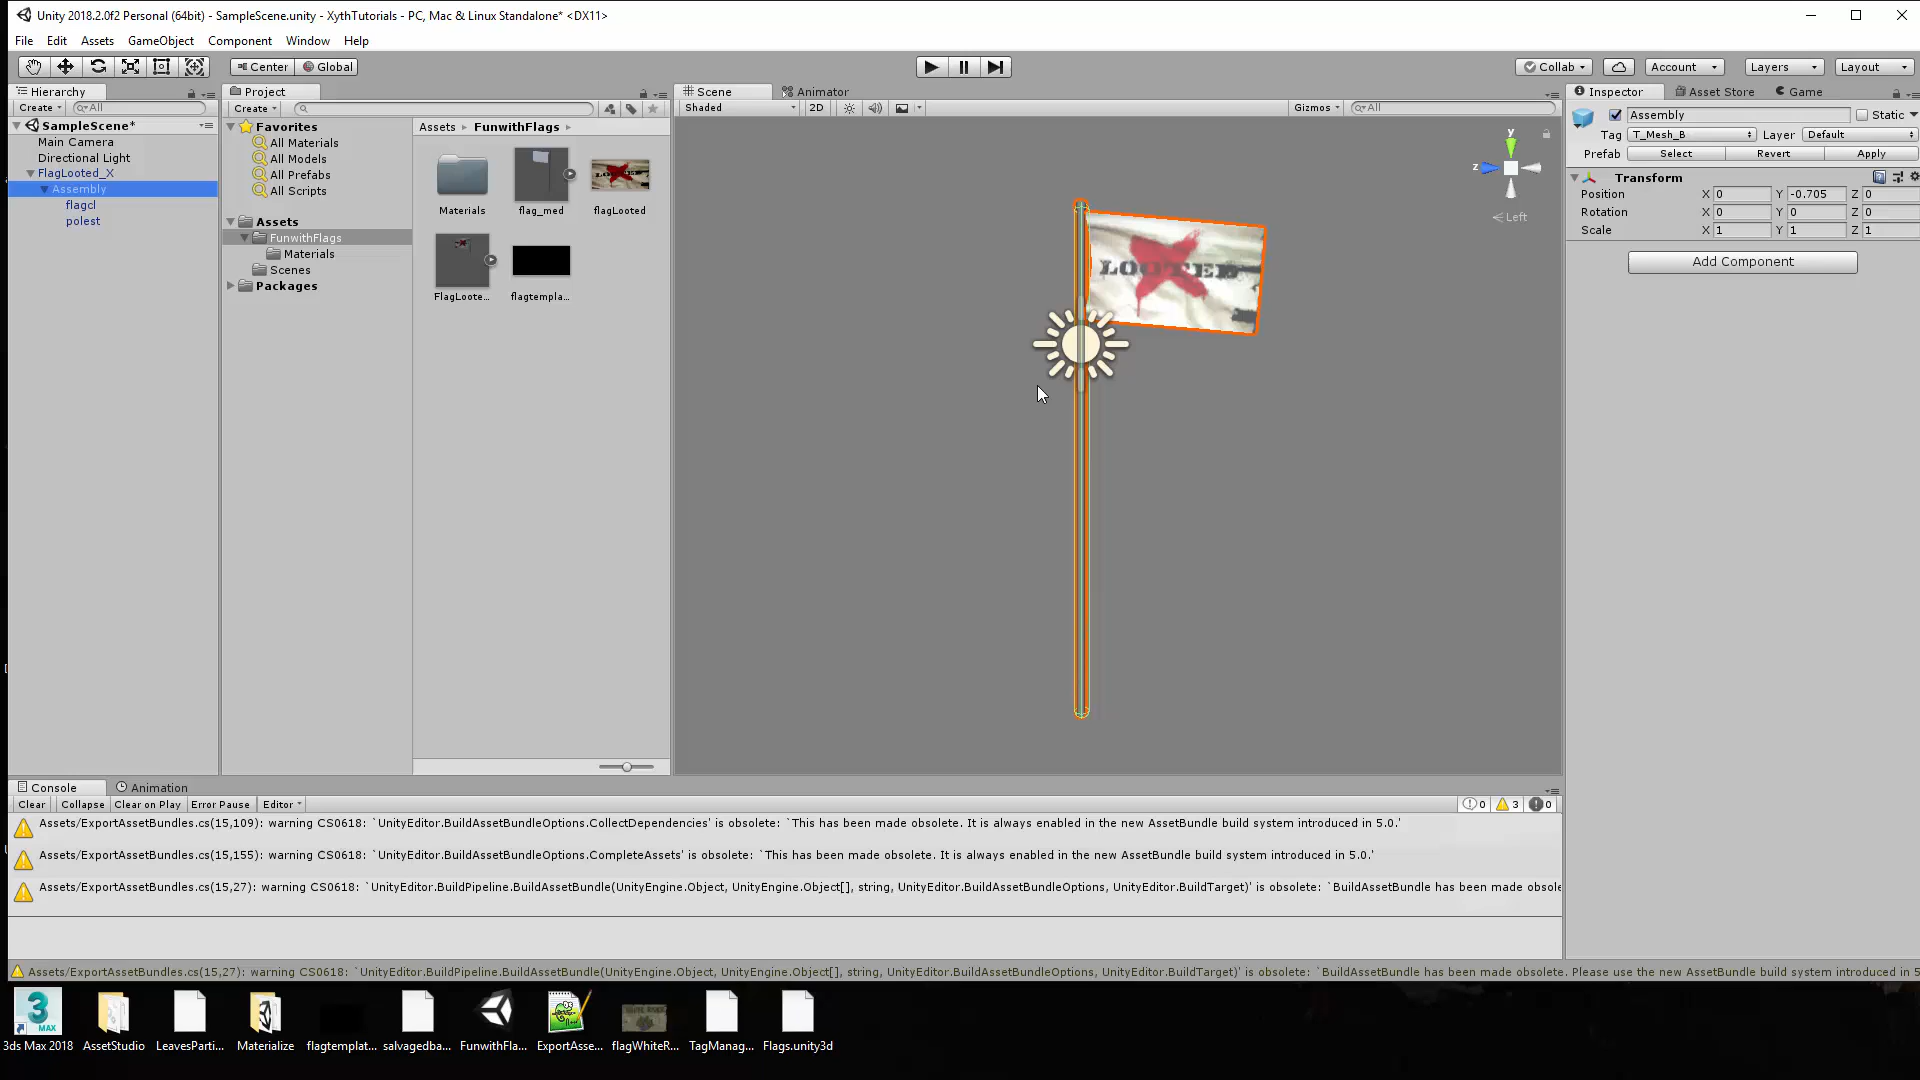 Unity 2018.2.0f2 Personal (64bit) - SampleScene.unity - XythTutorials - PC, Mac & Linux Standalone* <DX11>
File Edit Assets GameObject Component Window Help
Center Global Collab Account Layers Layout
Hierarchy
Create All
SampleScene*
Main Camera
Directional Light
FlagLooted_X
Assembly
flagcl
polest
Project
Create
Favorites
All Materials
All Models
All Prefabs
All Scripts
Assets
FunwithFlags
Materials
Scenes
Packages
Assets FunwithFlags
Materials flag_med flagLooted
FlagLoote... flagtempla...
Scene Animator
Shaded 2D Gizmos All
y
z
Left
LOOTED
Inspector Asset Store Game
Assembly Static
Tag T_Mesh_B Layer Default
Prefab Select Revert Apply
Transform
Position X 0 Y -0.705 Z 0
Rotation X 0 Y 0 Z 0
Scale X 1 Y 1 Z 1
Add Component
Console Animation
Clear Collapse Clear on Play Error Pause Editor 0 3 0
Assets/ExportAssetBundles.cs(15,109): warning CS0618: `UnityEditor.BuildAssetBundleOptions.CollectDependencies' is obsolete: `This has been made obsolete. It is always enabled in the new AssetBundle build system introduced in 5.0.'
Assets/ExportAssetBundles.cs(15,155): warning CS0618: `UnityEditor.BuildAssetBundleOptions.CompleteAssets' is obsolete: `This has been made obsolete. It is always enabled in the new AssetBundle build system introduced in 5.0.'
Assets/ExportAssetBundles.cs(15,27): warning CS0618: `UnityEditor.BuildPipeline.BuildAssetBundle(UnityEngine.Object, UnityEngine.Object[], string, UnityEditor.BuildAssetBundleOptions, UnityEditor.BuildTarget)' is obsolete: `BuildAssetBundle has been made obsole
Assets/ExportAssetBundles.cs(15,27): warning CS0618: `UnityEditor.BuildPipeline.BuildAssetBundle(UnityEngine.Object, UnityEngine.Object[], string, UnityEditor.BuildAssetBundleOptions, UnityEditor.BuildTarget)' is obsolete: `BuildAssetBundle has been made obsolete. Please use the new AssetBundle build system introduced in 5
3ds Max 2018 AssetStudio LeavesParti... Materialize flagtemplat... salvagedba... FunwithFla... ExportAsse... flagWhiteR... TagManag... Flags.unity3d